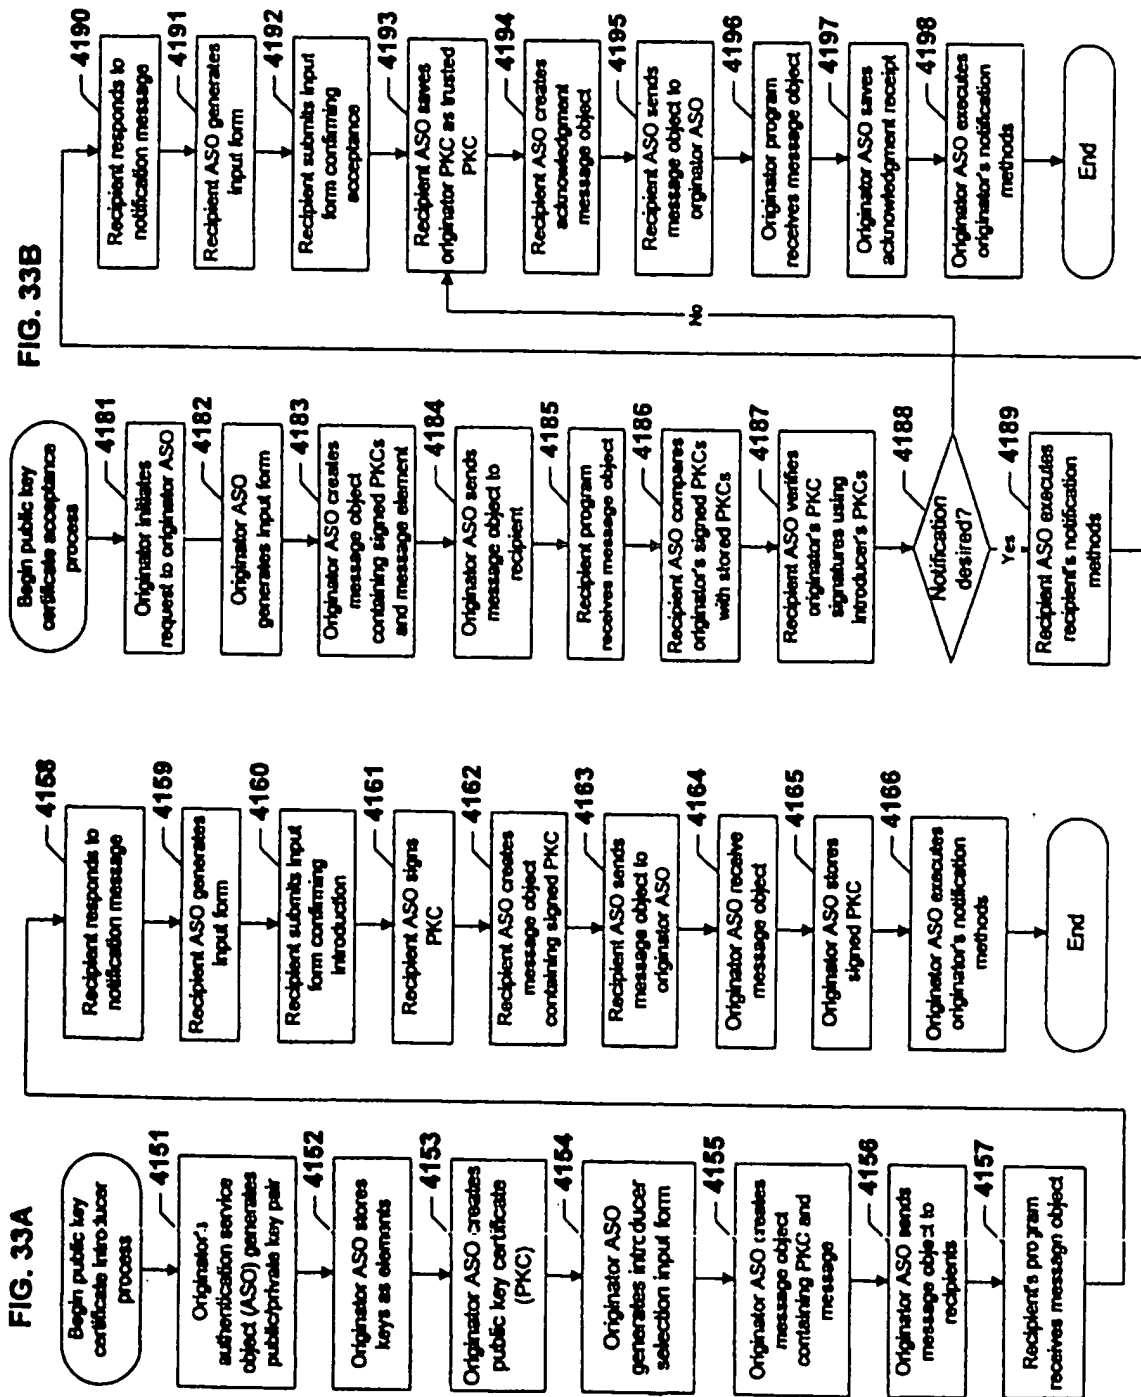 FIG. 33A
Begin public key
certificate introducer
process
4151
Originator's
authentication service
object (ASO) generates
public/private key pair
4152
Originator ASO stores
keys as elements
4153
Originator ASO creates
public key certificate
(PKC)
4154
Originator ASO
generates introducer
selection input form
4155
Originator ASO creates
message object
containing PKC and
message
4156
Originator ASO sends
message object to
recipients
4157
Recipient's program
receives message object
4158
Recipient responds to
notification message
4159
Recipient ASO generates
input form
4160
Recipient submits input
form confirming
introduction
4161
Recipient ASO signs
PKC
4162
Recipient ASO creates
message object
containing signed PKC
4163
Recipient ASO sends
message object to
originator ASO
4164
Originator ASO receive
message object
4165
Originator ASO stores
signed PKC
4166
Originator ASO executes
originator's notification
methods
End
FIG. 33B
Begin public key
certificate acceptance
process
4181
Originator initiates
request to originator ASO
4182
Originator ASO
generates input form
4183
Originator ASO creates
message object
containing signed PKCs
and message element
4184
Originator ASO sends
message object to
recipient
4185
Recipient program
receives message object
4186
Recipient ASO compares
originator's signed PKCs
with stored PKCs
4187
Recipient ASO verifies
originator's PKC
signatures using
introducer's PKCs
4188
Notification
desired?
No
Yes
4189
Recipient ASO executes
recipient's notification
methods
4190
Recipient responds to
notification message
4191
Recipient ASO generates
input form
4192
Recipient submits input
form confirming
acceptance
4193
Recipient ASO saves
originator PKC as trusted
PKC
4194
Recipient ASO creates
acknowledgment
message object
4195
Recipient ASO sends
message object to
orginator ASO
4196
Originator program
receives message object
4197
Originator ASO saves
acknowledgment receipt
4198
Originator ASO executes
originator's notification
methods
End